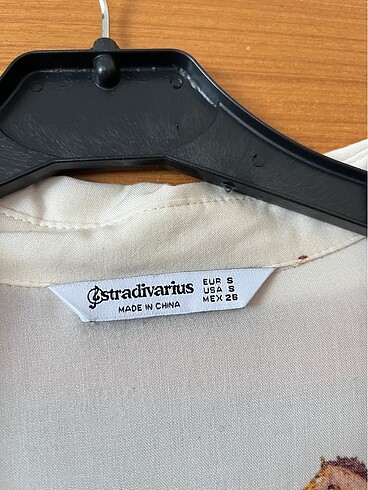 stradivarius
MADE IN CHINA
EUR S
USA S
MEX 26